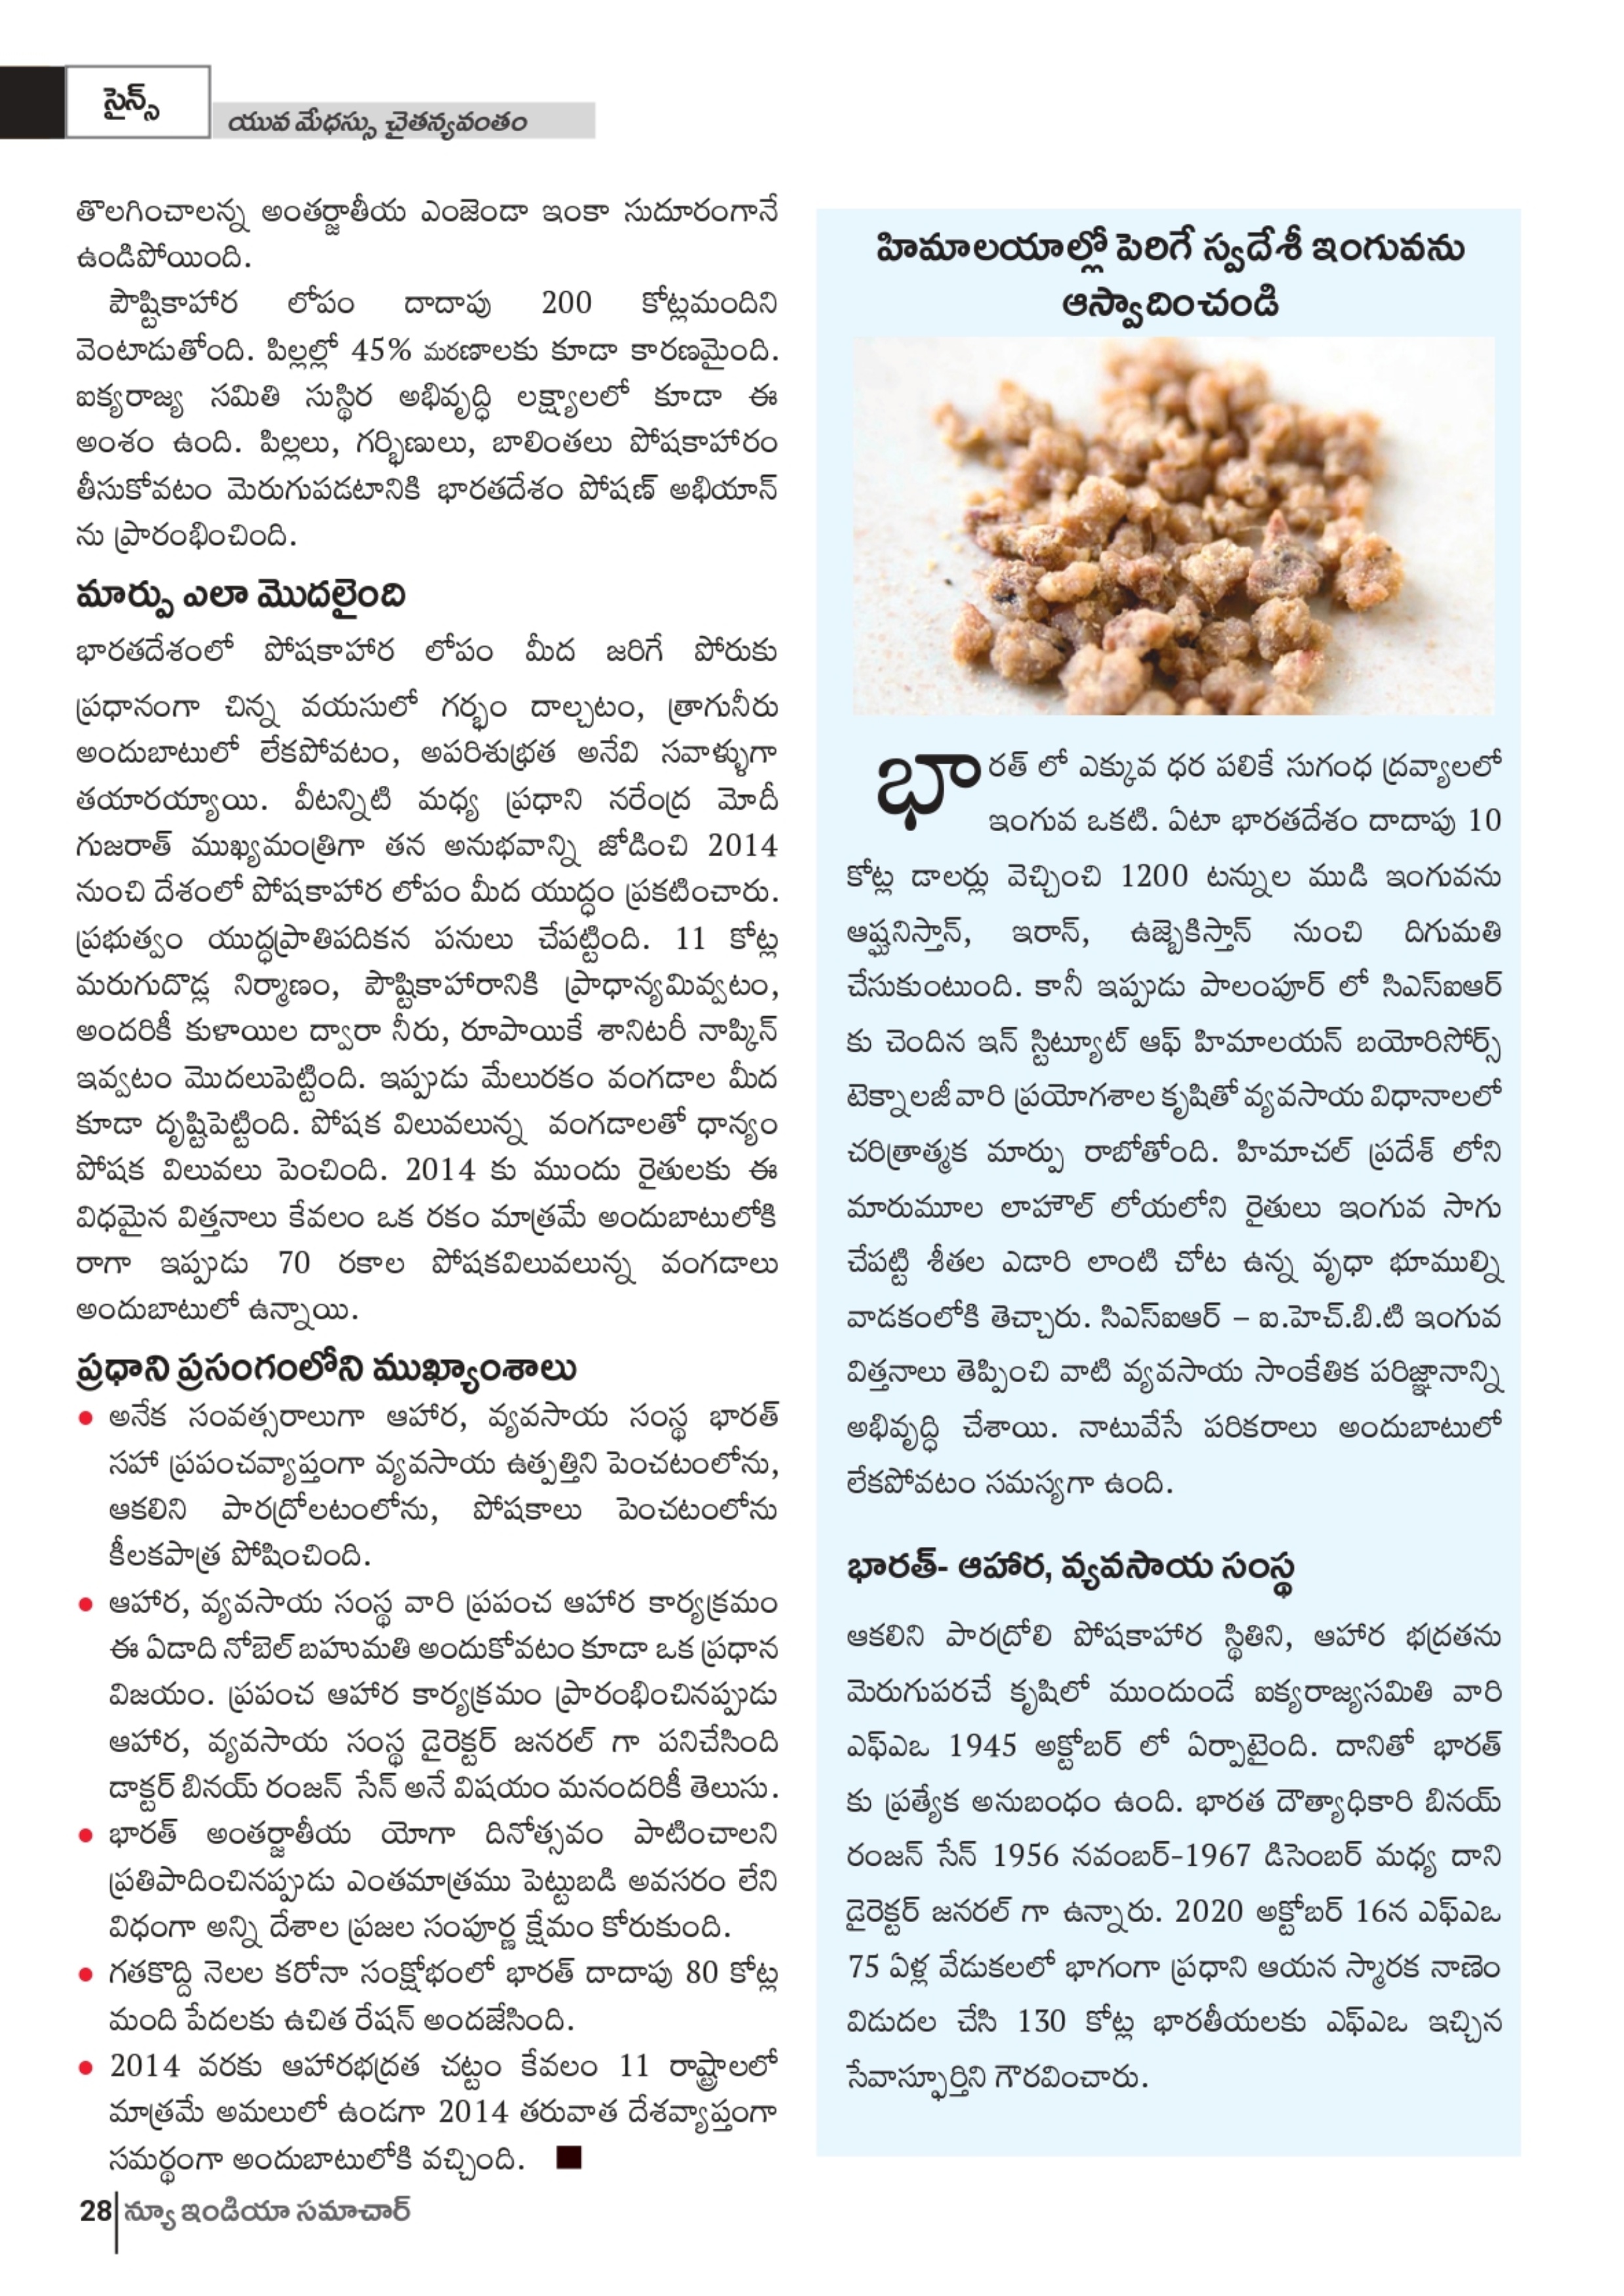 సైన్స్
యువ మేధస్సు చైతన్యవంతం
తొలగించాలన్న అంతర్జాతీయ ఎంజెండా ఇంకా సుదూరంగానే
ఉండిపోయింది.
పౌష్టికాహార లోపం దాదాపు 200 కోట్లమందిని
వెంటాడుతోంది. పిల్లల్లో 45% మరణాలకు కూడా కారణమైంది.
ఐక్యరాజ్య సమితి సుస్థిర అభివృద్ధి లక్ష్యాలలో కూడా ఈ
అంశం ఉంది. పిల్లలు, గర్భిణులు, బాలింతలు పోషకాహారం
తీసుకోవటం మెరుగుపడటానికి భారతదేశం పోషణ్ అభియాన్
ను ప్రారంభించింది.
మార్పు ఎలా మొదలైంది
భారతదేశంలో పోషకాహార లోపం మీద జరిగే పోరుకు
ప్రధానంగా చిన్న వయసులో గర్భం దాల్చటం, త్రాగునీరు
అందుబాటులో లేకపోవటం, అపరిశుభ్రత అనేవి సవాళ్ళుగా
తయారయ్యాయి. వీటన్నిటి మధ్య ప్రధాని నరేంద్ర మోదీ
గుజరాత్ ముఖ్యమంత్రిగా తన అనుభవాన్ని జోడించి 2014
నుంచి దేశంలో పోషకాహార లోపం మీద యుద్ధం ప్రకటించారు.
ప్రభుత్వం యుద్ధప్రాతిపదికన పనులు చేపట్టింది. 11 కోట్ల
మరుగుదొడ్ల నిర్మాణం, పౌష్టికాహారానికి ప్రాధాన్యమివ్వటం,
అందరికీ కుళాయిల ద్వారా నీరు, రూపాయికే శానిటరీ నాప్కిన్
ఇవ్వటం మొదలుపెట్టింది. ఇప్పుడు మేలురకం వంగడాల మీద
కూడా దృష్టిపెట్టింది. పోషక విలువలున్న వంగడాలతో ధాన్యం
పోషక విలువలు పెంచింది. 2014 కు ముందు రైతులకు ఈ
విధమైన విత్తనాలు కేవలం ఒక రకం మాత్రమే అందుబాటులోకి
రాగా ఇప్పుడు 70 రకాల పోషకవిలువలున్న వంగడాలు
అందుబాటులో ఉన్నాయి.
ప్రధాని ప్రసంగంలోని ముఖ్యాంశాలు
● అనేక సంవత్సరాలుగా ఆహార, వ్యవసాయ సంస్థ భారత్
సహా ప్రపంచవ్యాప్తంగా వ్యవసాయ ఉత్పత్తిని పెంచటంలోను,
ఆకలిని పారద్రోలటంలోను, పోషకాలు పెంచటంలోను
కీలకపాత్ర పోషించింది.
● ఆహార, వ్యవసాయ సంస్థ వారి ప్రపంచ ఆహార కార్యక్రమం
ఈ ఏడాది నోబెల్ బహుమతి అందుకోవటం కూడా ఒక ప్రధాన
విజయం. ప్రపంచ ఆహార కార్యక్రమం ప్రారంభించినప్పుడు
ఆహార, వ్యవసాయ సంస్థ డైరెక్టర్ జనరల్ గా పనిచేసింది
డాక్టర్ బినయ్ రంజన్ సేన్ అనే విషయం మనందరికీ తెలుసు.
● భారత్ అంతర్జాతీయ యోగా దినోత్సవం పాటించాలని
ప్రతిపాదించినప్పుడు ఎంతమాత్రము పెట్టుబడి అవసరం లేని
విధంగా అన్ని దేశాల ప్రజల సంపూర్ణ క్షేమం కోరుకుంది.
● గతకొద్ది నెలల కరోనా సంక్షోభంలో భారత్ దాదాపు 80 కోట్ల
మంది పేదలకు ఉచిత రేషన్ అందజేసింది.
● 2014 వరకు ఆహారభద్రత చట్టం కేవలం 11 రాష్ట్రాలలో
మాత్రమే అమలులో ఉండగా 2014 తరువాత దేశవ్యాప్తంగా
సమర్థంగా అందుబాటులోకి వచ్చింది. ■
హిమాలయాల్లో పెరిగే స్వదేశీ ఇంగువను
ఆస్వాదించండి
భారత్ లో ఎక్కువ ధర పలికే సుగంధ ద్రవ్యాలలో
ఇంగువ ఒకటి. ఏటా భారతదేశం దాదాపు 10
కోట్ల డాలర్లు వెచ్చించి 1200 టన్నుల ముడి ఇంగువను
ఆష్ఘనిస్తాన్, ఇరాన్, ఉజ్బెకిస్తాన్ నుంచి దిగుమతి
చేసుకుంటుంది. కానీ ఇప్పుడు పాలంపూర్ లో సిఎస్ఐఆర్
కు చెందిన ఇన్ స్టిట్యూట్ ఆఫ్ హిమాలయన్ బయోరిసోర్స్
టెక్నాలజీ వారి ప్రయోగశాల కృషితో వ్యవసాయ విధానాలలో
చరిత్రాత్మక మార్పు రాబోతోంది. హిమాచల్ ప్రదేశ్ లోని
మారుమూల లాహౌల్ లోయలోని రైతులు ఇంగువ సాగు
చేపట్టి శీతల ఎడారి లాంటి చోట ఉన్న వృధా భూముల్ని
వాడకంలోకి తెచ్చారు. సిఎస్ఐఆర్ – ఐ.హెచ్.బి.టి ఇంగువ
విత్తనాలు తెప్పించి వాటి వ్యవసాయ సాంకేతిక పరిజ్ఞానాన్ని
అభివృద్ధి చేశాయి. నాటువేసే పరికరాలు అందుబాటులో
లేకపోవటం సమస్యగా ఉంది.
భారత్- ఆహార, వ్యవసాయ సంస్థ
ఆకలిని పారద్రోలి పోషకాహార స్థితిని, ఆహార భద్రతను
మెరుగుపరచే కృషిలో ముందుండే ఐక్యరాజ్యసమితి వారి
ఎఫ్ఎఒ 1945 అక్టోబర్ లో ఏర్పాటైంది. దానితో భారత్
కు ప్రత్యేక అనుబంధం ఉంది. భారత దౌత్యాధికారి బినయ్
రంజన్ సేన్ 1956 నవంబర్-1967 డిసెంబర్ మధ్య దాని
డైరెక్టర్ జనరల్ గా ఉన్నారు. 2020 అక్టోబర్ 16న ఎఫ్ఎఒ
75 ఏళ్ల వేడుకలలో భాగంగా ప్రధాని ఆయన స్మారక నాణెం
విడుదల చేసి 130 కోట్ల భారతీయులకు ఎఫ్ఎఒ ఇచ్చిన
సేవాస్ఫూర్తిని గౌరవించారు.
28 న్యూ ఇండియా సమాచార్